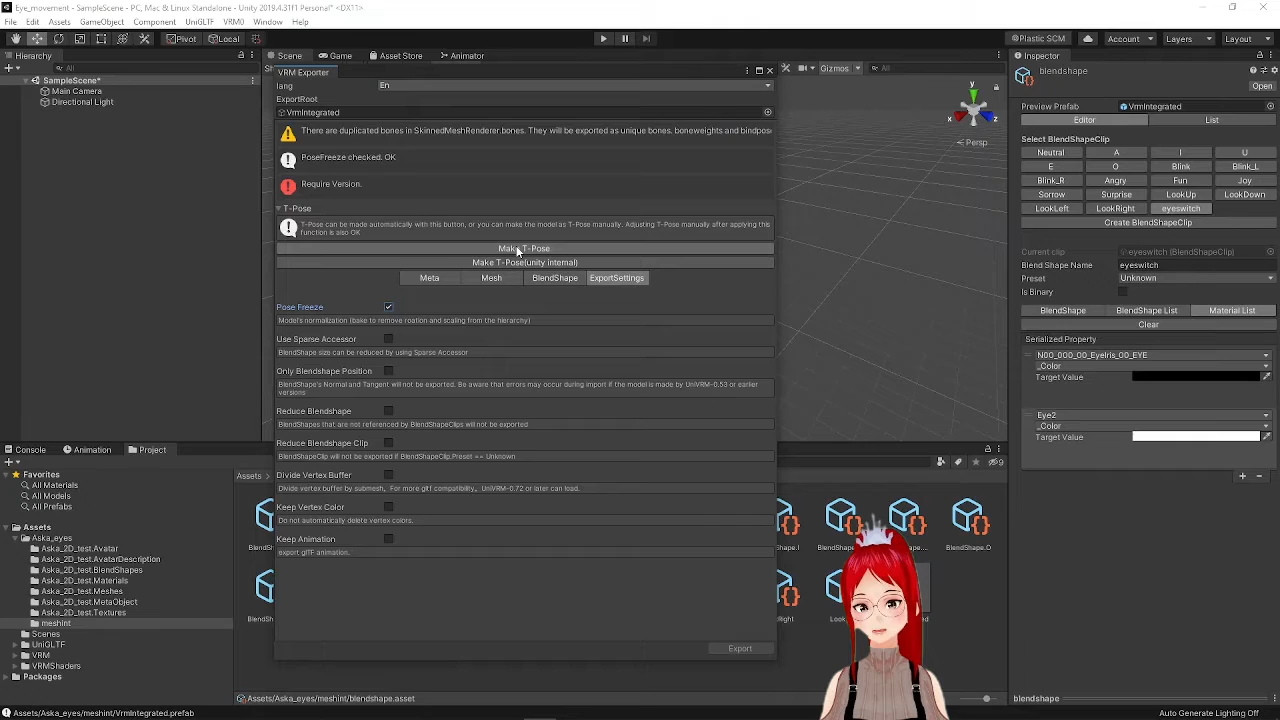 Eye_movement - SampleScene - PC, Mac & Linux Standalone - Unity 2019.4.31f1 Personal* <DX11>
File Edit Assets GameObject Component UniGLTF VRM0 Window Help
Pivot Local Plastic SCM Account Layers Layout
Hierarchy Scene Game Asset Store Animator Inspector
All
SampleScene*
Main Camera
Directional Light
VRM Exporter
lang En
ExportRoot
VrmIntegrated
There are duplicated bones in SkinnedMeshRenderer.bones. They will be exported as unique bones. boneweights and bindpos
PoseFreeze checked. OK
Require Version.
T-Pose
T-Pose can be made automatically with this button, or you can make the model as T-Pose manually. Adjusting T-Pose manually after applying this
function is also OK
Make T-Pose
Make T-Pose(unity internal)
Meta Mesh BlendShape ExportSettings
Pose Freeze
Model's normalization (bake to remove roation and scaling from the hierarchy)
Use Sparse Accessor
BlendShape size can be reduced by using Sparse Accessor
Only Blendshape Position
BlendShape's Normal and Tangent will not be exported. Be aware that errors may occur during import if the model is made by UniVRM-0.53 or earlier
versions
Reduce Blendshape
BlendShapes that are not referenced by BlendShapeClips will not be exported
Reduce Blendshape Clip
BlendShapeClip will not be exported if BlendShapeClip.Preset == Unknown
Divide Vertex Buffer
Divide vertex buffer by submesh。For more gltf compatibility。UniVRM-0.72 or later can load.
Keep Vertex Color
Do not automatically delete vertex colors.
Keep Animation
export glTF animation.
Export
Gizmos All
y
x z
Persp
blendshape
Open
Preview Prefab VrmIntegrated
Editor List
Select BlendShapeClip
Neutral A I U
E O Blink Blink_L
Blink_R Angry Fun Joy
Sorrow Surprise LookUp LookDown
LookLeft LookRight eyeswitch
Create BlendShapeClip
Current clip eyeswitch (BlendShapeClip)
Blend Shape Name eyeswitch
Preset Unknown
Is Binary
BlendShape BlendShape List Material List
Clear
Serialized Property
N00_000_00_EyeIris_00_EYE
_Color
Target Value
Eye2
_Color
Target Value
blendshape
Console Animation Project
9
Favorites
All Materials
All Models
All Prefabs
Assets
Aska_eyes
Aska_2D_test.Avatar
Aska_2D_test.AvatarDescription
Aska_2D_test.BlendShapes
Aska_2D_test.Materials
Aska_2D_test.Meshes
Aska_2D_test.MetaObject
Aska_2D_test.Textures
meshint
Scenes
UniGLTF
VRM
VRMShaders
Packages
Assets
Assets/Aska_eyes/meshint/blendshape.asset
Assets/Aska_eyes/meshint/VrmIntegrated.prefab
Auto Generate Lighting Off